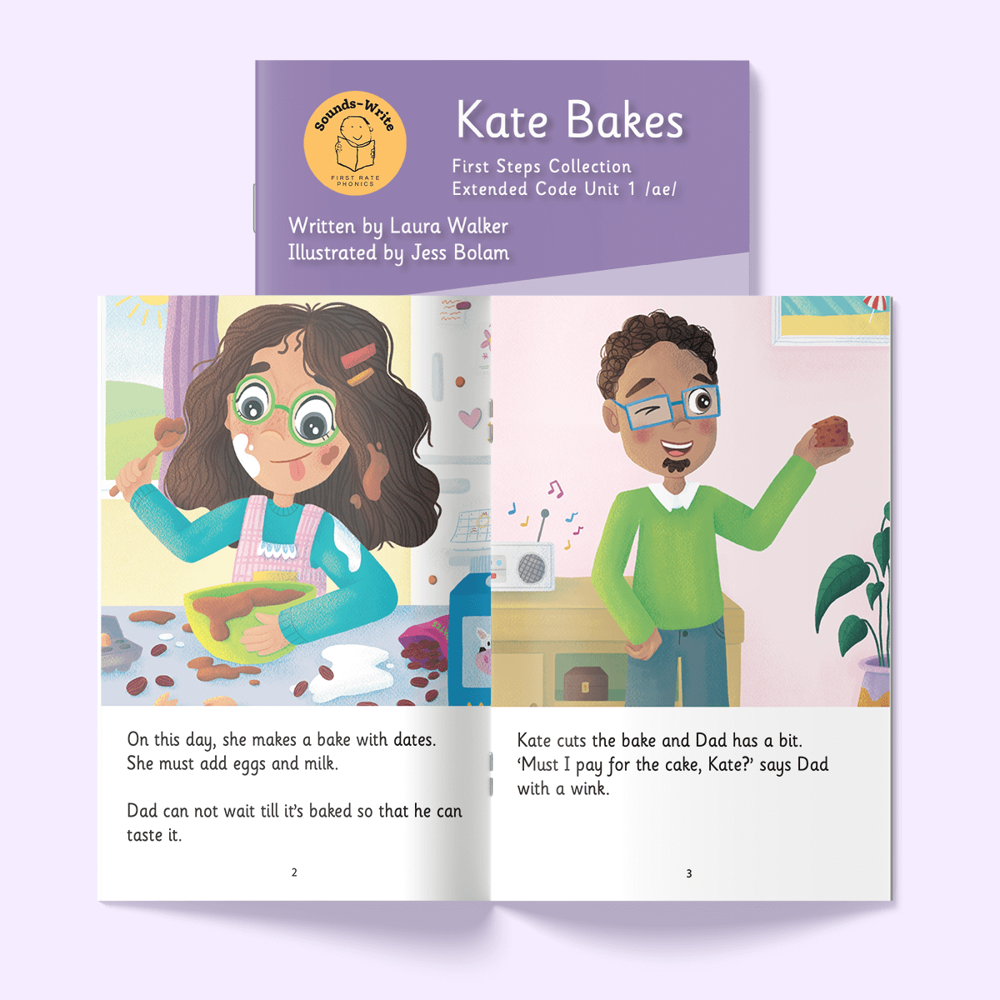 Sounds-Write
FIRST RATE
PHONICS
Kate Bakes
First Steps Collection
Extended Code Unit 1 /ae/
Written by Laura Walker
Illustrated by Jess Bolam
On this day, she makes a bake with dates.
She must add eggs and milk.
Dad can not wait till it’s baked so that he can
taste it.
2
Kate cuts the bake and Dad has a bit.
‘Must I pay for the cake, Kate?’ says Dad
with a wink.
3